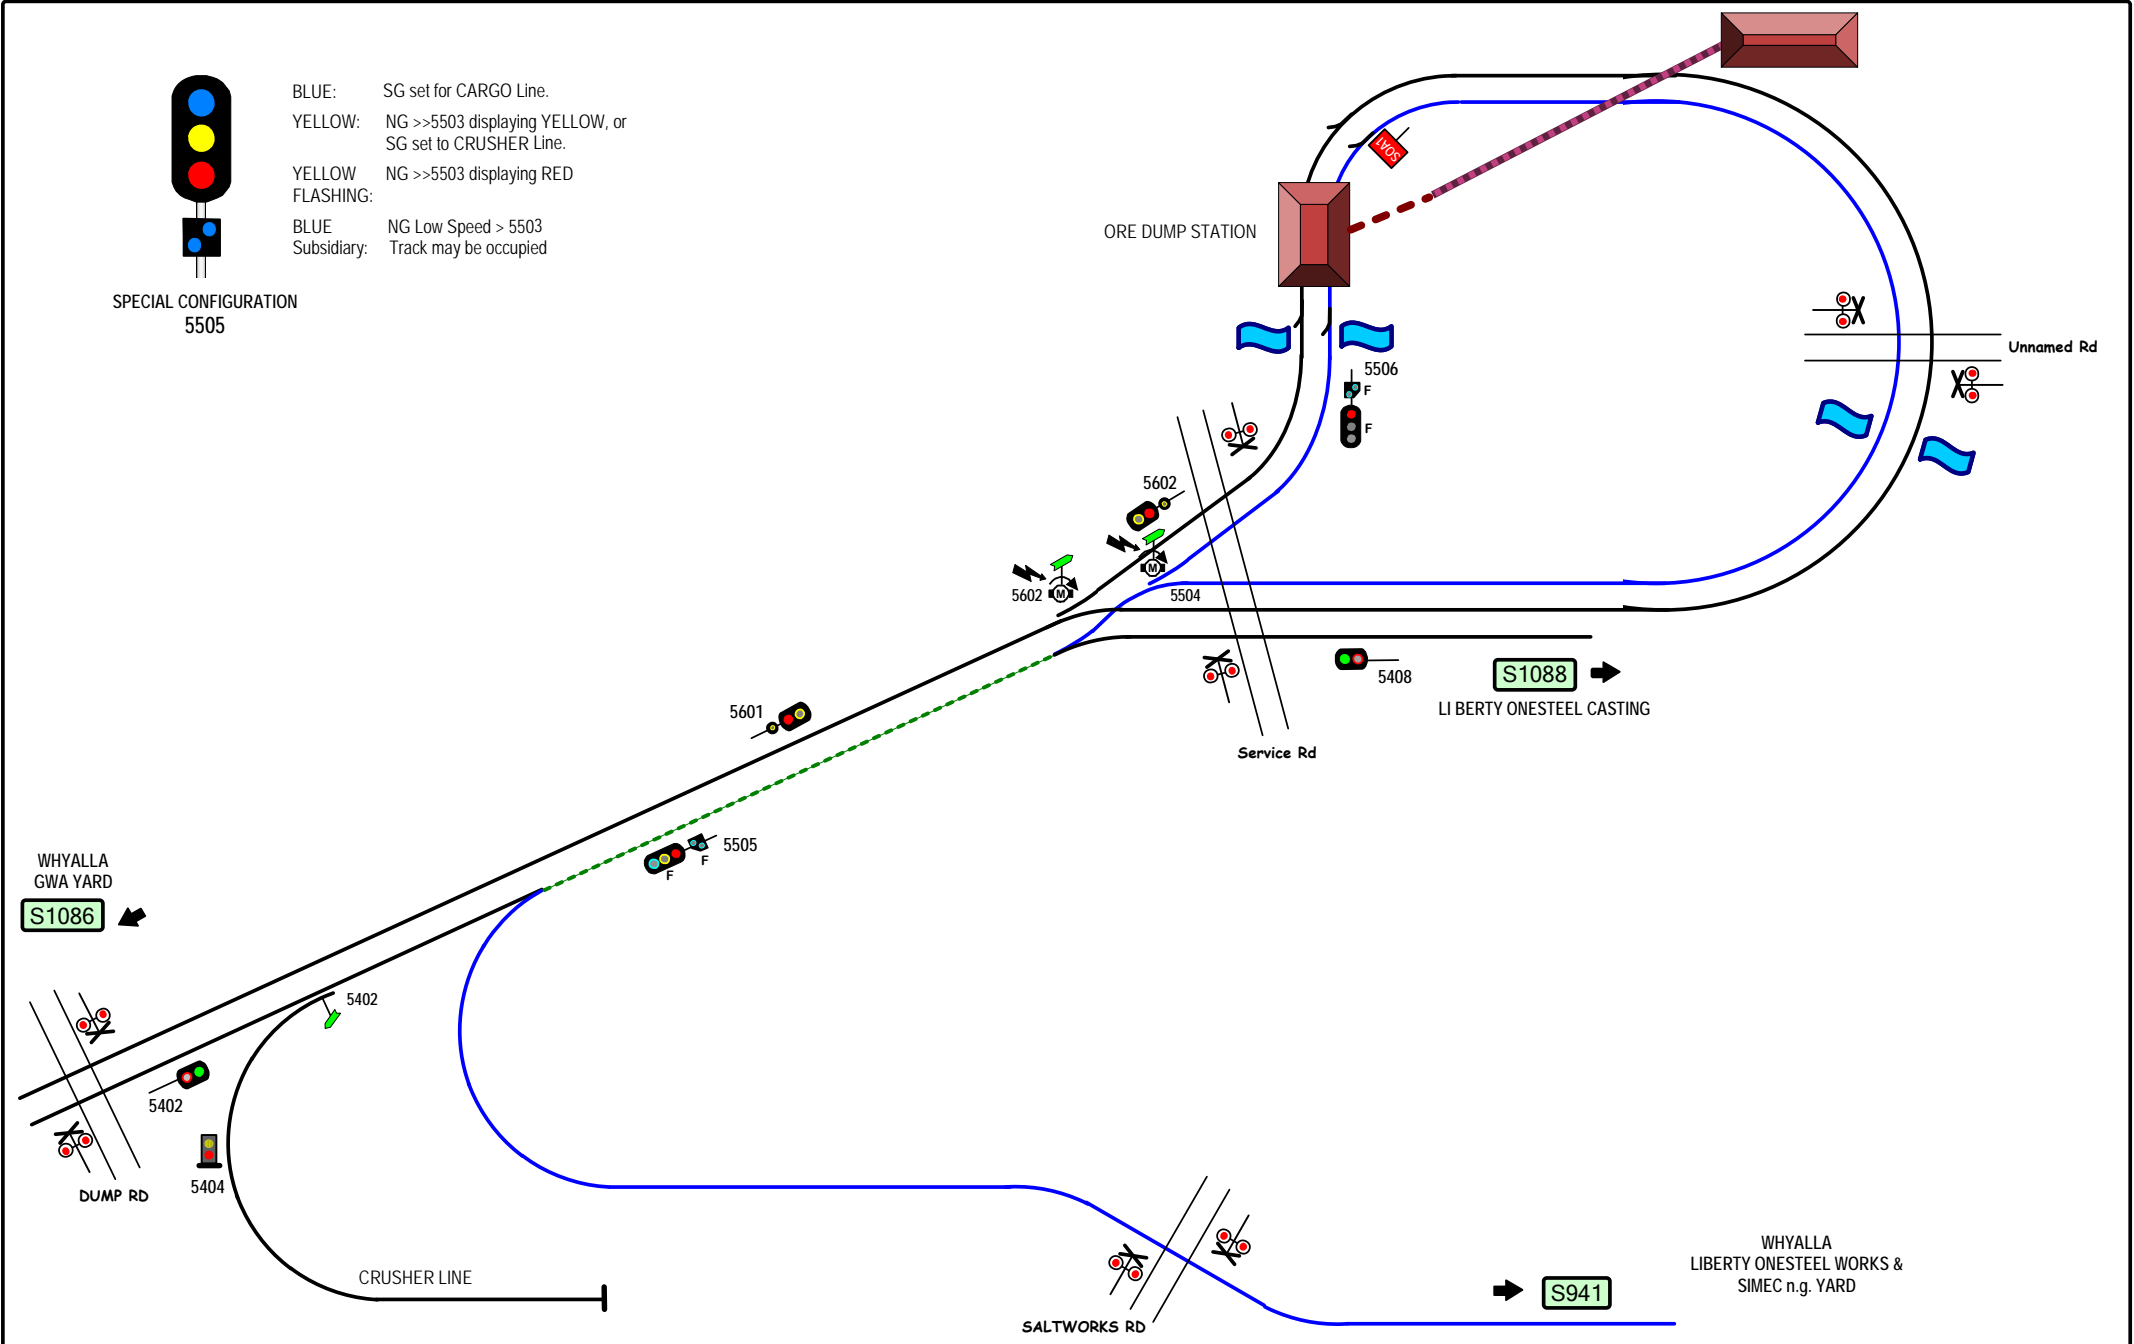 BLUE: SG set for CARGO Line.
YELLOW: NG >>5503 displaying YELLOW, or
SG set to CRUSHER Line.
YELLOW NG >>5503 displaying RED
FLASHING:
BLUE NG Low Speed > 5503
Subsidiary: Track may be occupied
SPECIAL CONFIGURATION
5505
SOA1
ORE DUMP STATION
Unnamed Rd
5506
F
F
5602
M
5602
M
5504
5408
S1088
LI BERTY ONESTEEL CASTING
5601
Service Rd
5505
F
F
WHYALLA
GWA YARD
S1086
5402
5402
5404
DUMP RD
CRUSHER LINE
SALTWORKS RD
WHYALLA
LIBERTY ONESTEEL WORKS &
SIMEC n.g. YARD
S941